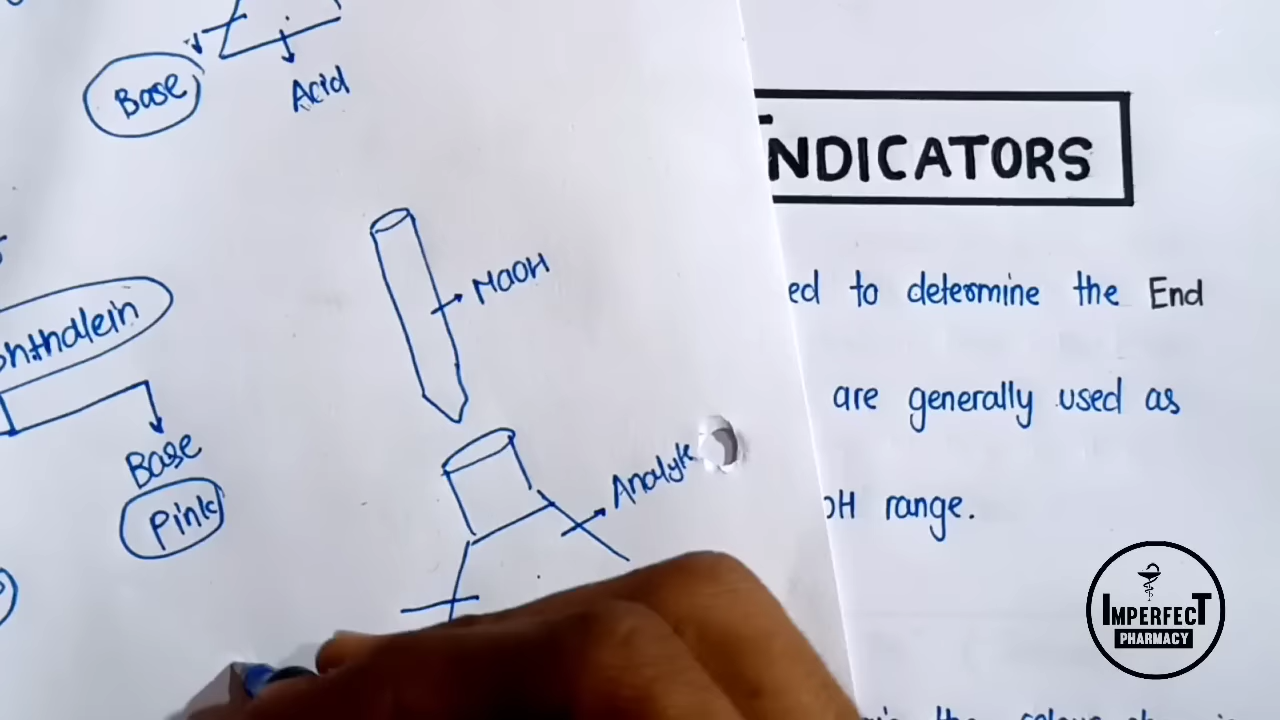 Base
Acid
INDICATORS
NaOH
ed to determine the End
phthalein
are generally used as
Base
Analyte
Pink
pH range.
IMPERFECT
PHARMACY